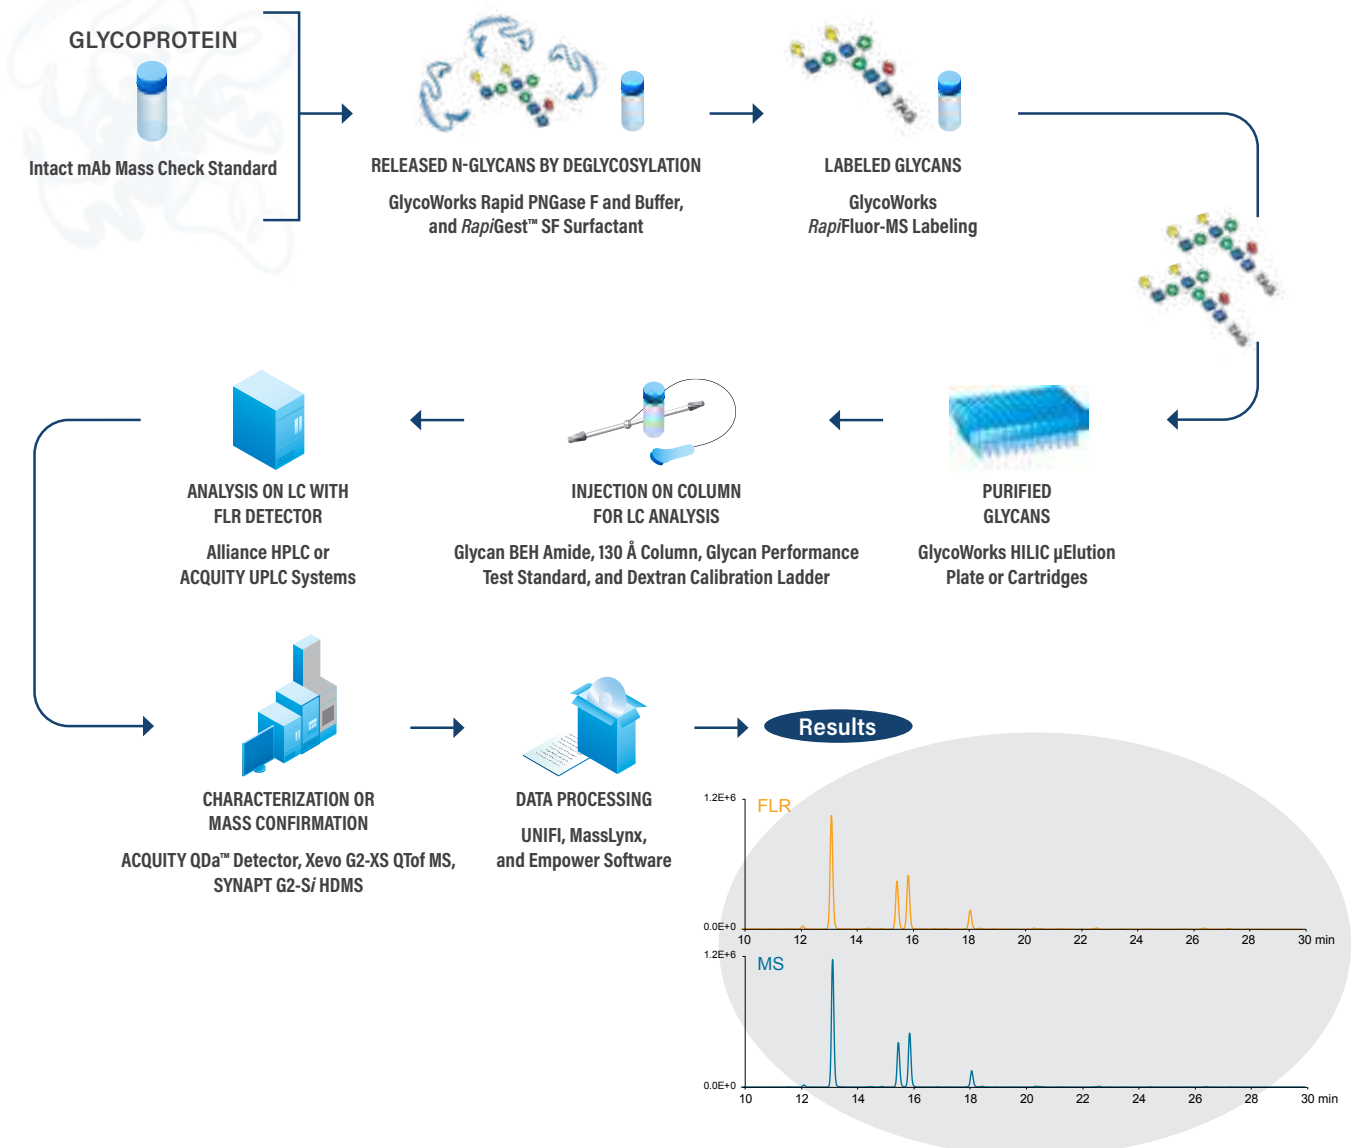 GLYCOPROTEIN
Intact mAb Mass Check Standard
RELEASED N-GLYCANS BY DEGLYCOSYLATION
GlycoWorks Rapid PNGase F and Buffer,
and RapiGest™ SF Surfactant
TAG
LABELED GLYCANS
GlycoWorks
RapiFluor-MS Labeling
TAG
TAG
PURIFIED
GLYCANS
GlycoWorks HILIC µElution
Plate or Cartridges
INJECTION ON COLUMN
FOR LC ANALYSIS
Glycan BEH Amide, 130 Å Column, Glycan Performance
Test Standard, and Dextran Calibration Ladder
ANALYSIS ON LC WITH
FLR DETECTOR
Alliance HPLC or
ACQUITY UPLC Systems
CHARACTERIZATION OR
MASS CONFIRMATION
ACQUITY QDa™ Detector, Xevo G2-XS QTof MS,
SYNAPT G2-Si HDMS
DATA PROCESSING
UNIFI, MassLynx,
and Empower Software
Results
1.2E+6
FLR
0.0E+0
10 12 14 16 18 20 22 24 26 28 30 min
1.2E+6
MS
0.0E+0
10 12 14 16 18 20 22 24 26 28 30 min